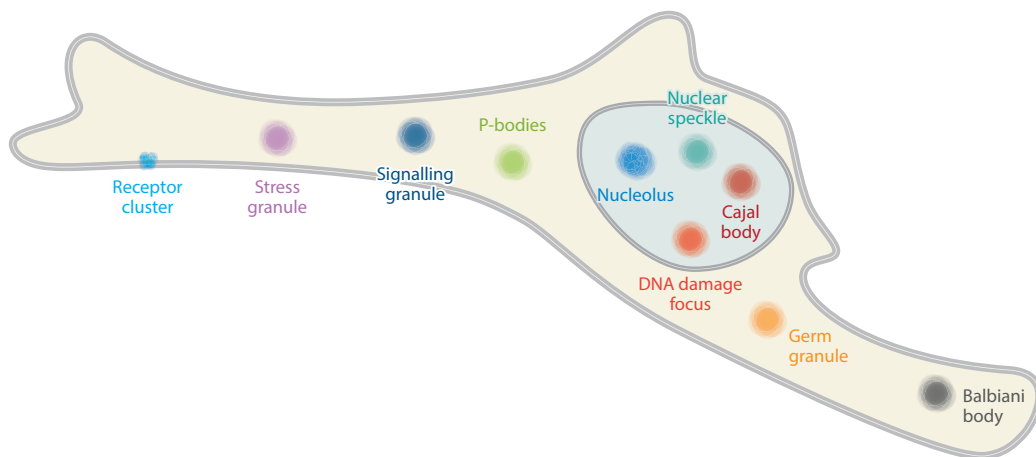 Nuclear
speckle
P-bodies
Receptor
cluster
Stress
granule
Signalling
granule
Nucleolus
Cajal
body
DNA damage
focus
Germ
granule
Balbiani
body